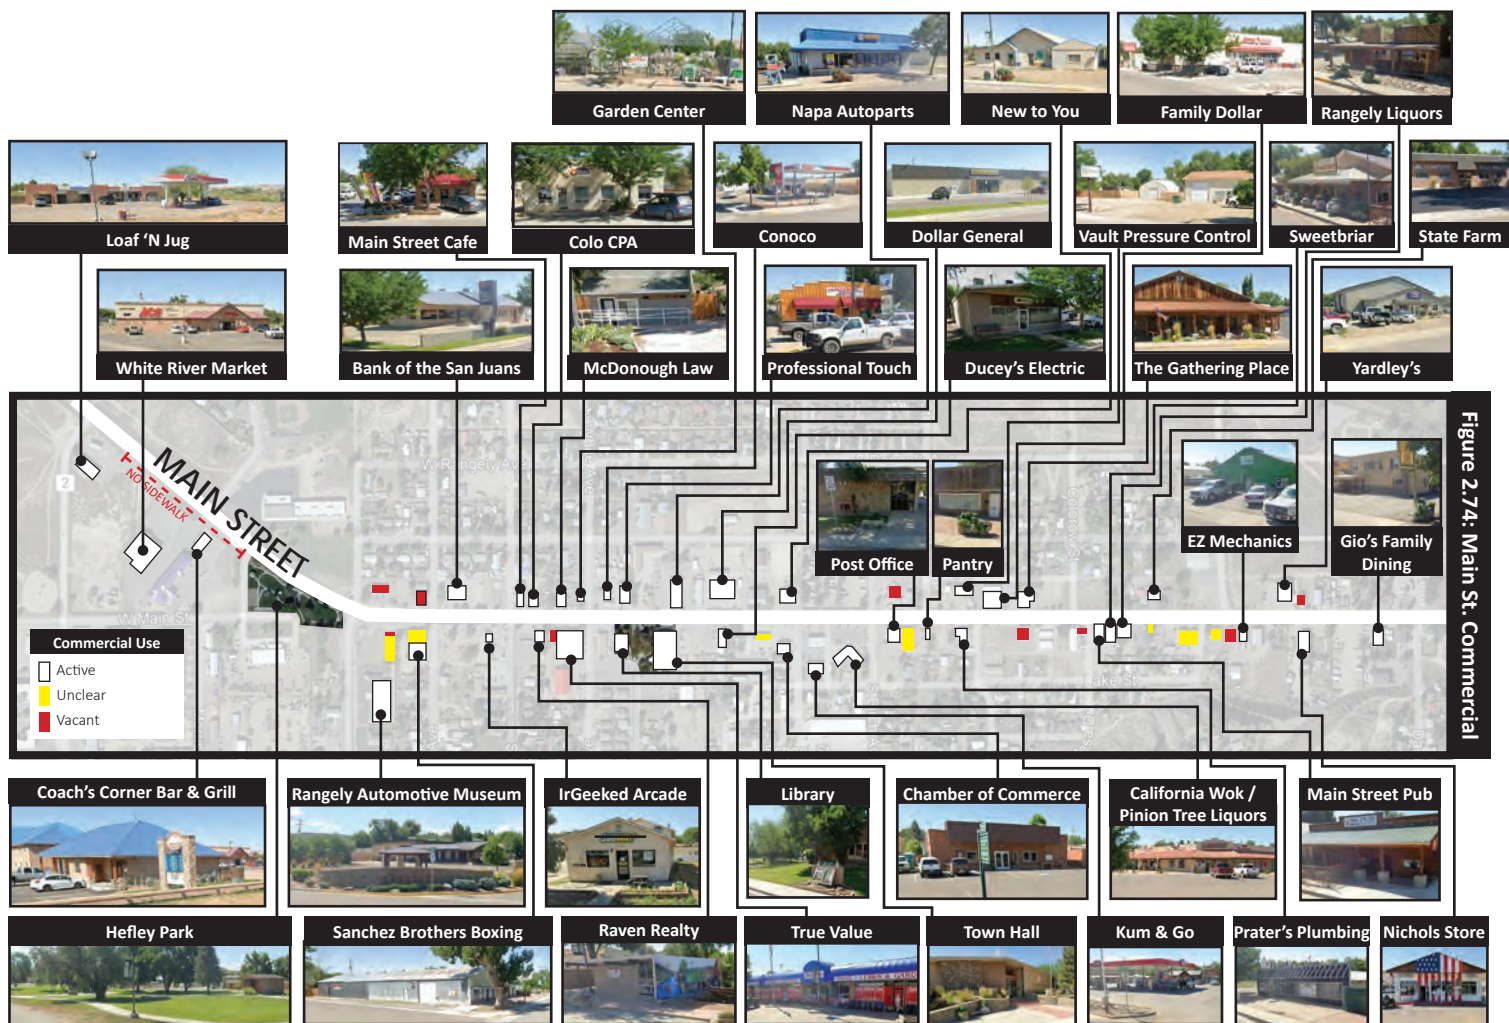 Garden Center
Napa Autoparts
New to You
Family Dollar
Rangely Liquors
Loaf ‘N Jug
Main Street Cafe
Colo CPA
Conoco
Dollar General
Vault Pressure Control
Sweetbriar
State Farm
White River Market
Bank of the San Juans
McDonough Law
Professional Touch
Ducey’s Electric
The Gathering Place
Yardley’s
Figure 2.74: Main St. Commercial
W Rangely Ave
2
MAIN STREET
NO SIDEWALK
Post Office
Pantry
EZ Mechanics
Gio’s Family
Dining
W Main St
Lake St
Commercial Use
Active
Unclear
Vacant
Coach’s Corner Bar & Grill
Rangely Automotive Museum
IrGeeked Arcade
Library
Chamber of Commerce
California Wok /
Pinion Tree Liquors
Main Street Pub
Hefley Park
Sanchez Brothers Boxing
Raven Realty
True Value
Town Hall
Kum & Go
Prater’s Plumbing
Nichols Store